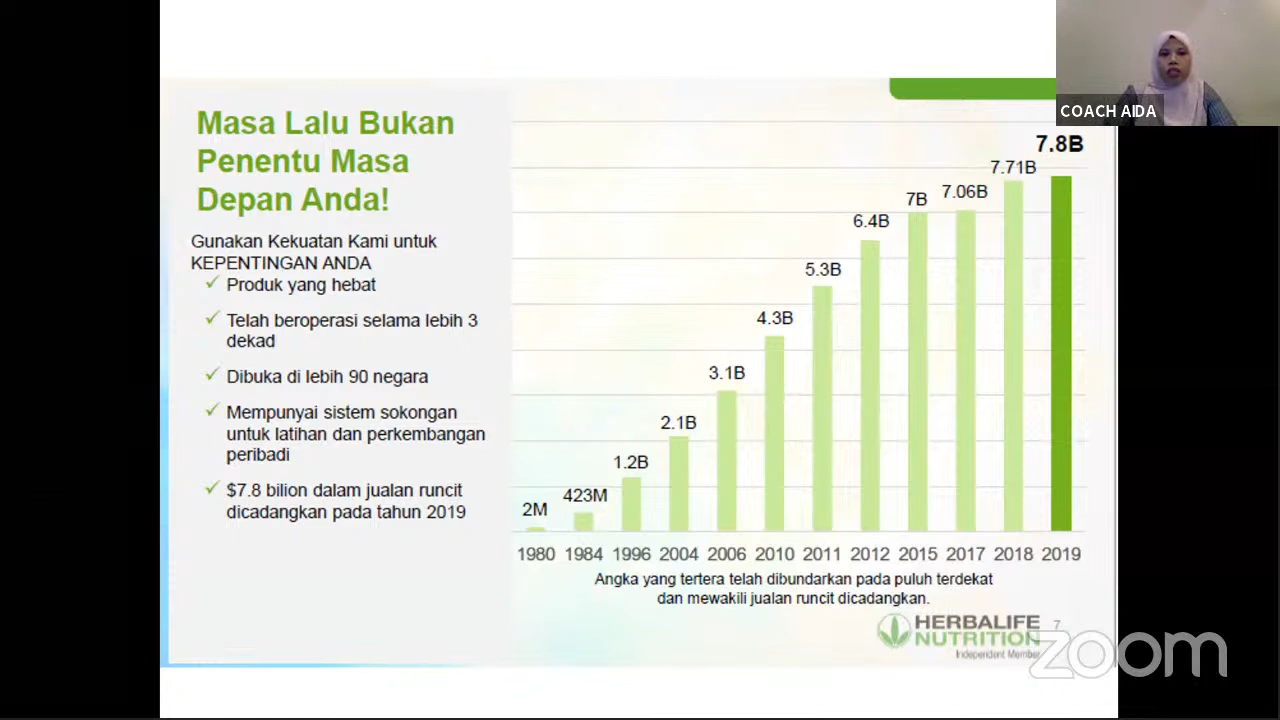 COACH AIDA
Masa Lalu Bukan
Penentu Masa
Depan Anda!
Gunakan Kekuatan Kami untuk
KEPENTINGAN ANDA
✓ Produk yang hebat
✓ Telah beroperasi selama lebih 3
dekad
✓ Dibuka di lebih 90 negara
✓ Mempunyai sistem sokongan
untuk latihan dan perkembangan
peribadi
✓ $7.8 bilion dalam jualan runcit
dicadangkan pada tahun 2019
2M
423M
1.2B
2.1B
3.1B
4.3B
5.3B
6.4B
7B
7.06B
7.71B
7.8B
1980 1984 1996 2004 2006 2010 2011 2012 2015 2017 2018 2019
Angka yang tertera telah dibundarkan pada puluh terdekat
dan mewakili jualan runcit dicadangkan.
HERBALIFE
NUTRITION
Independent Member
7
zoom